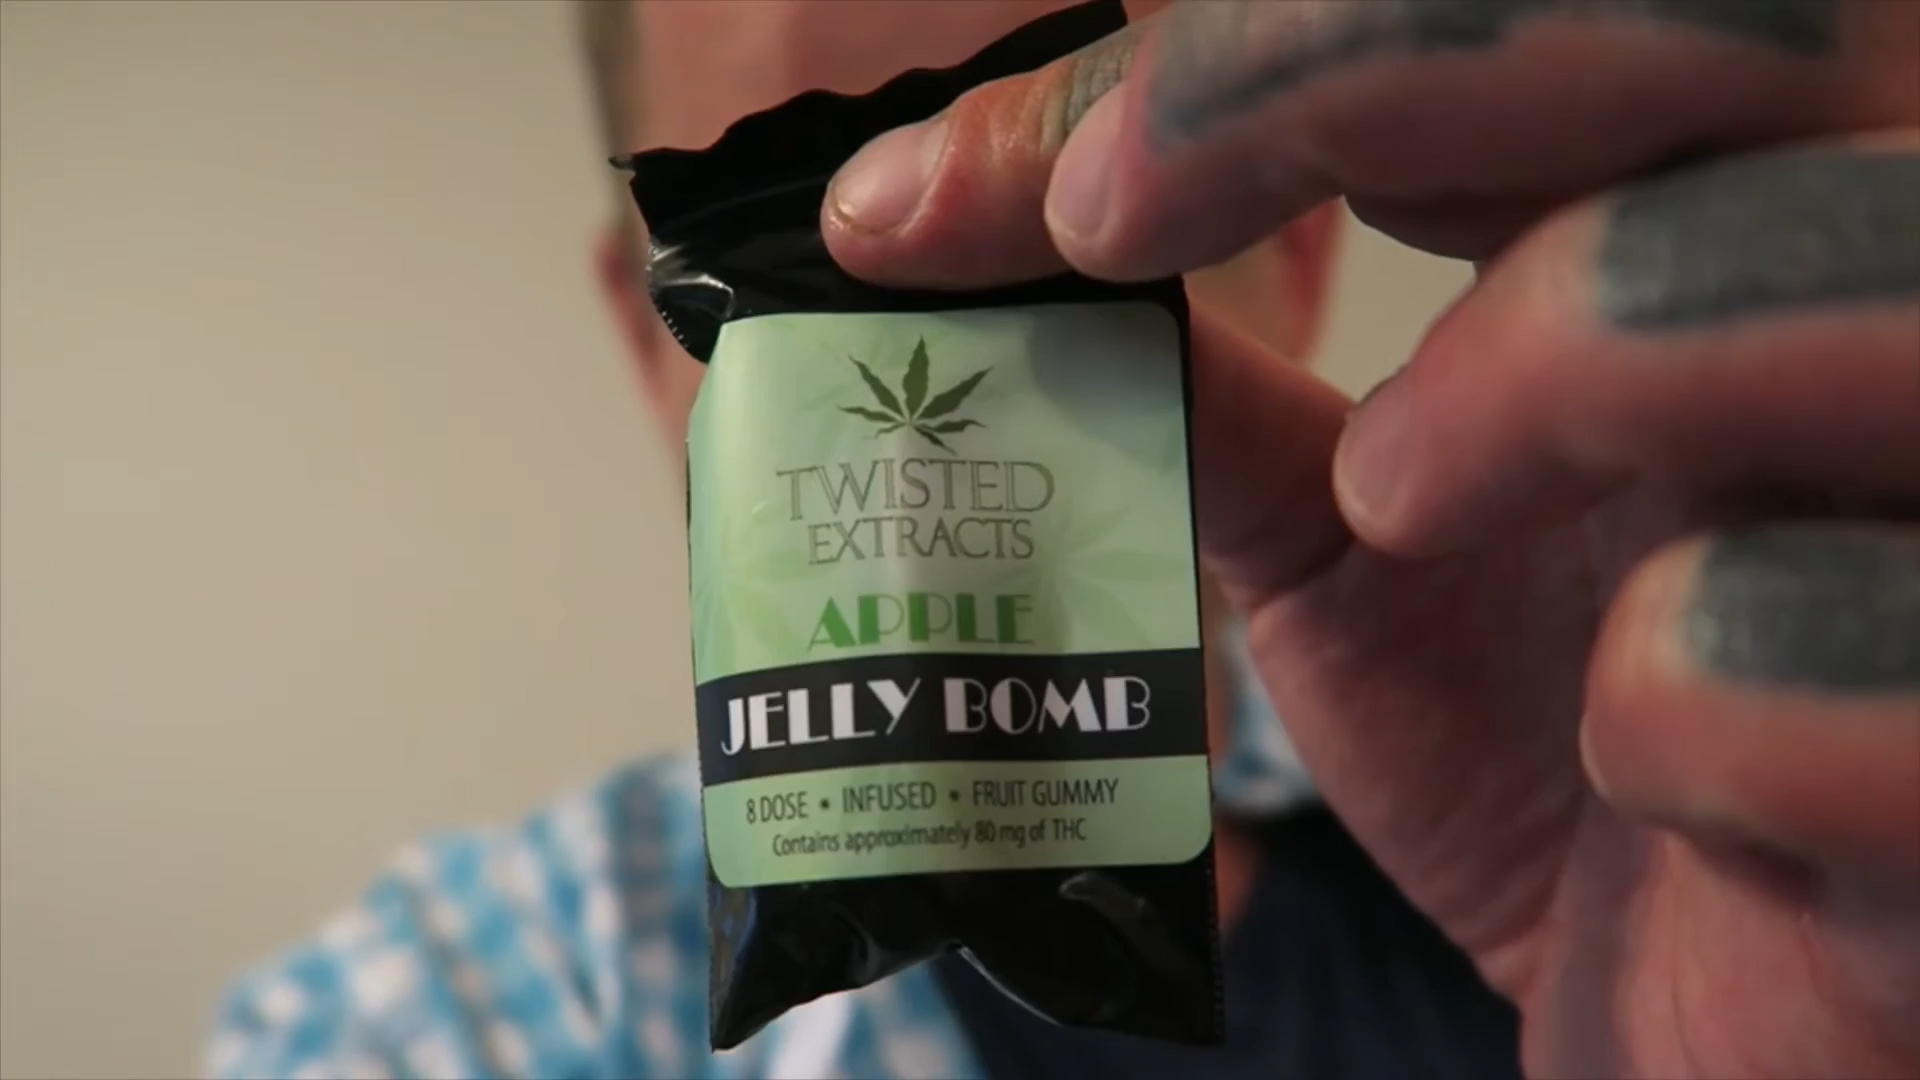 TWISTED
EXTRACTS
APPLE
JELLY BOMB
8 DOSE • INFUSED • FRUIT GUMMY
Contains approximately 80 mg of THC